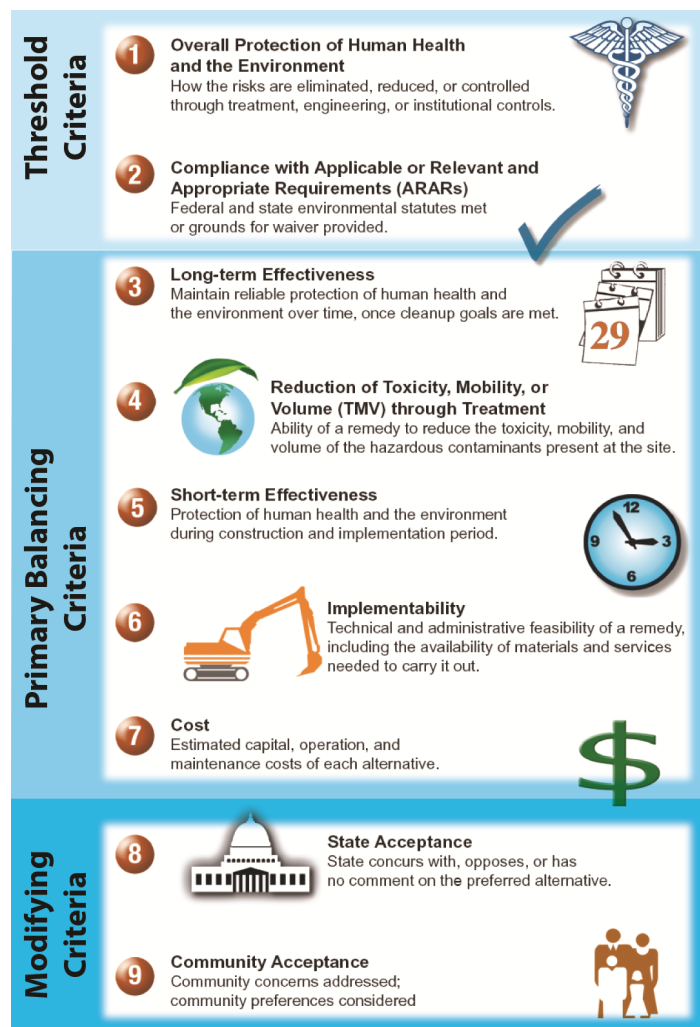 Threshold
Criteria
1
Overall Protection of Human Health
and the Environment
How the risks are eliminated, reduced, or controlled
through treatment, engineering, or institutional controls.
2
Compliance with Applicable or Relevant and
Appropriate Requirements (ARARs)
Federal and state environmental statutes met
or grounds for waiver provided.
Primary Balancing
Criteria
3
Long-term Effectiveness
Maintain reliable protection of human health and
the environment over time, once cleanup goals are met.
29
4
Reduction of Toxicity, Mobility, or
Volume (TMV) through Treatment
Ability of a remedy to reduce the toxicity, mobility, and
volume of the hazardous contaminants present at the site.
5
Short-term Effectiveness
Protection of human health and the environment
during construction and implementation period.
12
9 3
6
6
Implementability
Technical and administrative feasibility of a remedy,
including the availability of materials and services
needed to carry it out.
7
Cost
Estimated capital, operation, and
maintenance costs of each alternative.
$
Modifying
Criteria
8
State Acceptance
State concurs with, opposes, or has
no comment on the preferred alternative.
9
Community Acceptance
Community concerns addressed;
community preferences considered